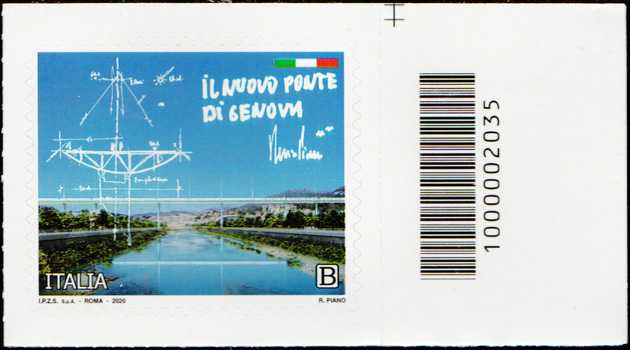 IL NUOVO PONTE
DI GENOVA
ITALIA
B
I.P.Z.S. S.p.A. - ROMA - 2020
R. PIANO
1000002035